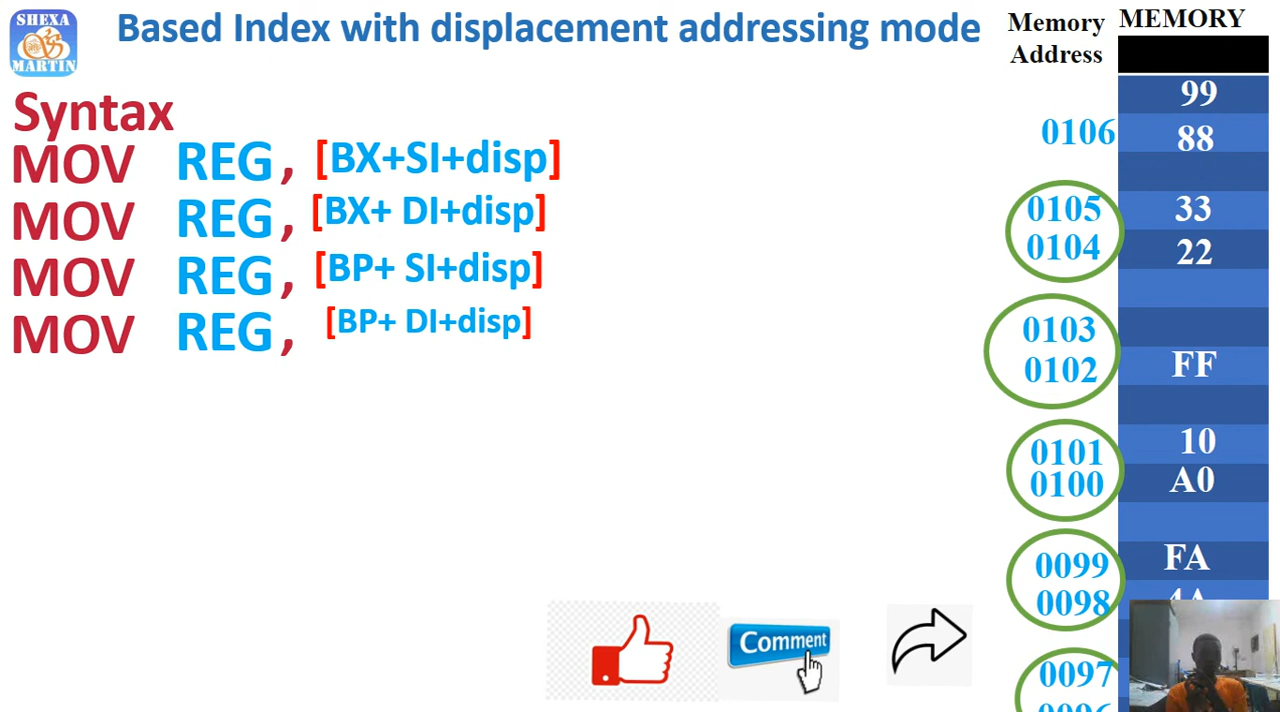 SHEXA
MARTIN
Based Index with displacement addressing mode
Memory Address
MEMORY
Syntax
MOV REG, [BX+SI+disp]
MOV REG, [BX+ DI+disp]
MOV REG, [BP+ SI+disp]
MOV REG, [BP+ DI+disp]
99
0106 88
0105 33
0104 22
0103
0102 FF
0101 10
0100 A0
0099 FA
0098 4A
0097
0096
Comment